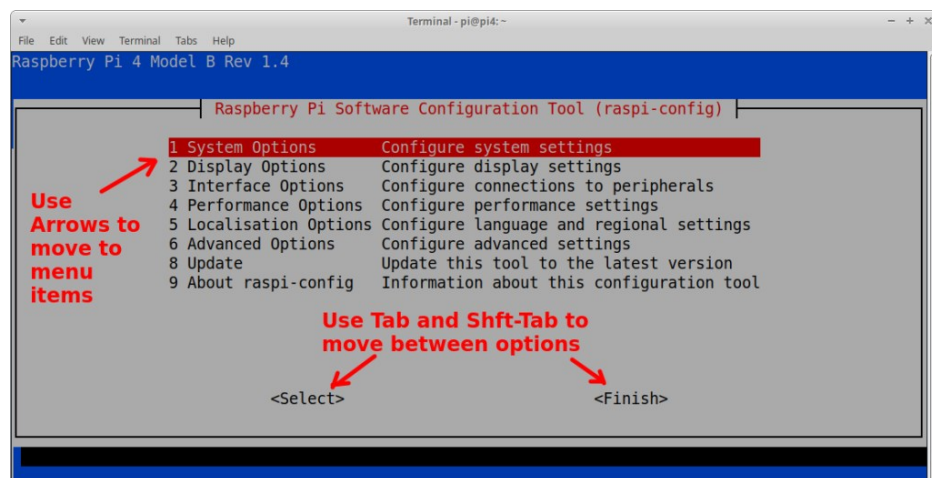 Terminal - pi@pi4: ~
File Edit View Terminal Tabs Help
Raspberry Pi 4 Model B Rev 1.4
Raspberry Pi Software Configuration Tool (raspi-config)
1 System Options Configure system settings
2 Display Options Configure display settings
3 Interface Options Configure connections to peripherals
4 Performance Options Configure performance settings
5 Localisation Options Configure language and regional settings
6 Advanced Options Configure advanced settings
8 Update Update this tool to the latest version
9 About raspi-config Information about this configuration tool
Use
Arrows to
move to
menu
items
Use Tab and Shft-Tab to
move between options
<Select> <Finish>